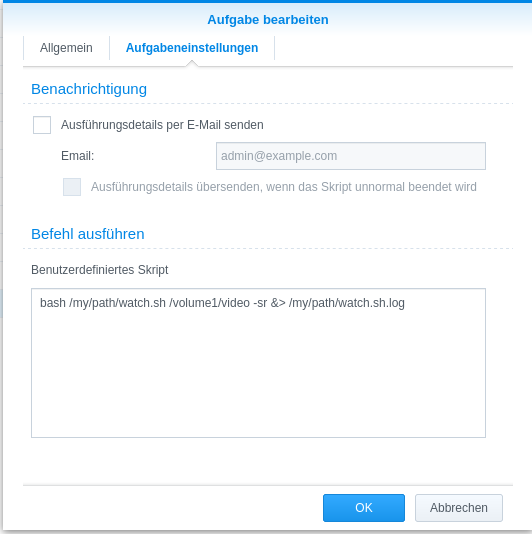 Aufgabe bearbeiten
Allgemein Aufgabeneinstellungen
Benachrichtigung
Ausführungsdetails per E-Mail senden
Email: admin@example.com
Ausführungsdetails übersenden, wenn das Skript unnormal beendet wird
Befehl ausführen
Benutzerdefiniertes Skript
bash /my/path/watch.sh /volume1/video -sr &> /my/path/watch.sh.log
OK Abbrechen